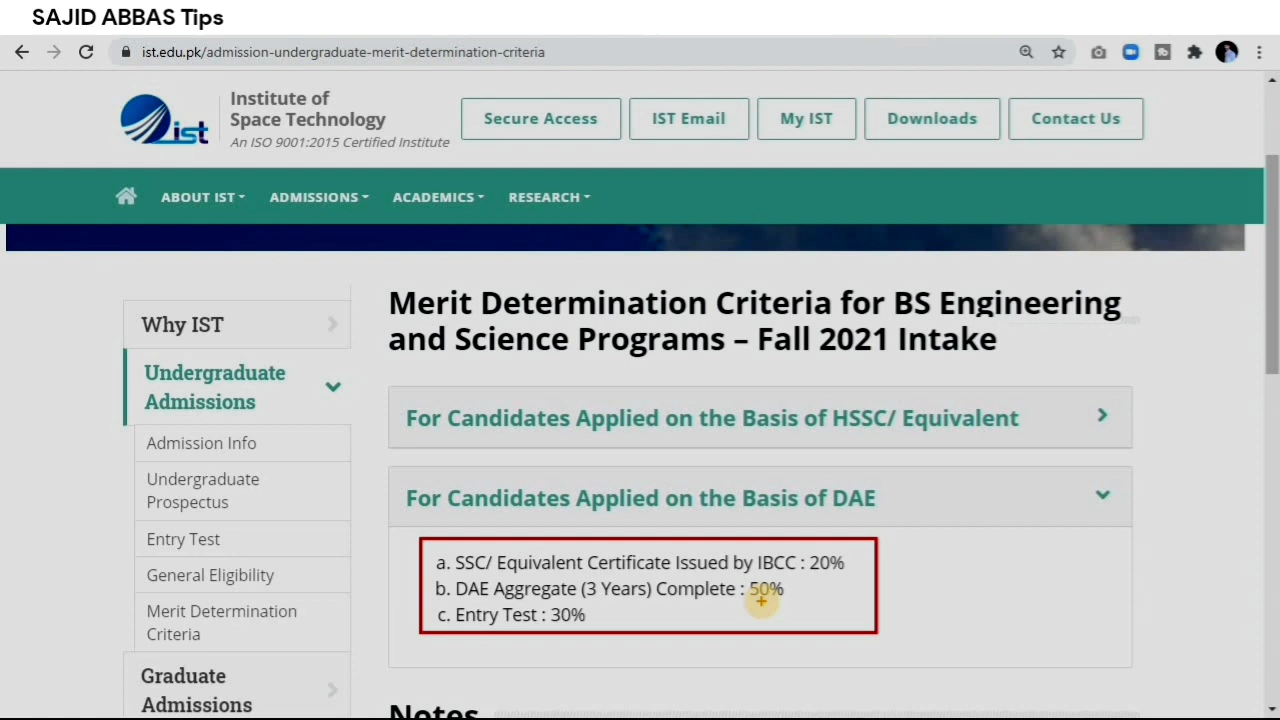 SAJID ABBAS Tips
ist.edu.pk/admission-undergraduate-merit-determination-criteria
ist
Institute of
Space Technology
An ISO 9001:2015 Certified Institute
Secure Access
IST Email
My IST
Downloads
Contact Us
ABOUT IST
ADMISSIONS
ACADEMICS
RESEARCH
Why IST
Undergraduate
Admissions
Admission Info
Undergraduate
Prospectus
Entry Test
General Eligibility
Merit Determination
Criteria
Graduate
Admissions
Merit Determination Criteria for BS Engineering
and Science Programs – Fall 2021 Intake
For Candidates Applied on the Basis of HSSC/ Equivalent
For Candidates Applied on the Basis of DAE
a. SSC/ Equivalent Certificate Issued by IBCC : 20%
b. DAE Aggregate (3 Years) Complete : 50%
c. Entry Test : 30%
Notes